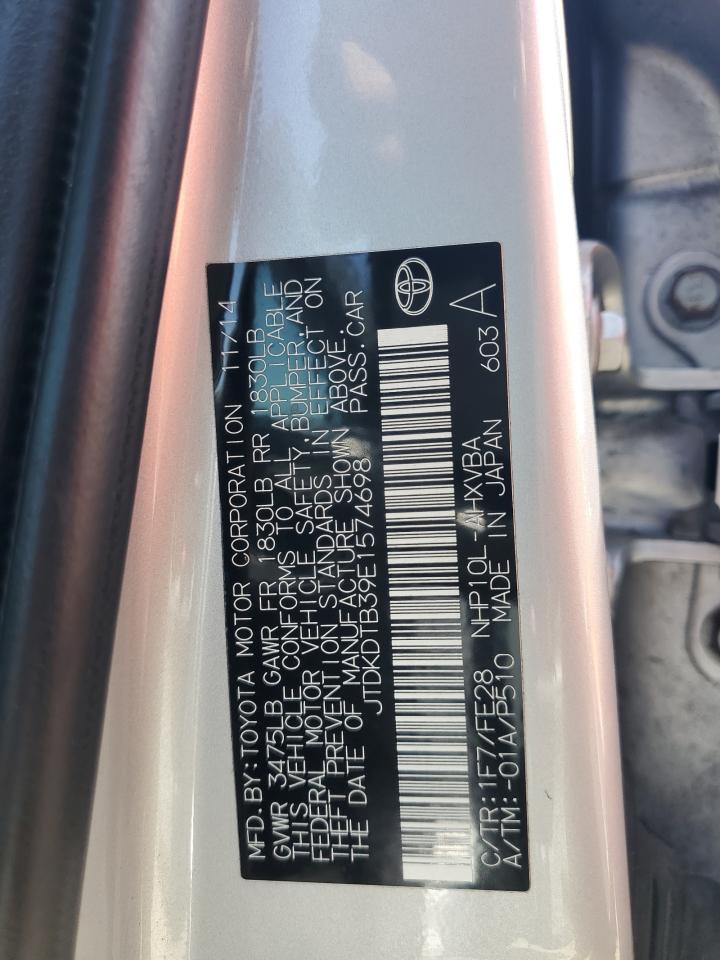 MFD.BY:TOYOTA MOTOR CORPORATION 11/14
GVWR 3475LB GAWR FR 1830LB RR 1830LB
THIS VEHICLE CONFORMS TO ALL APPLICABLE
FEDERAL MOTOR VEHICLE SAFETY, BUMPER, AND
THEFT PREVENTION STANDARDS IN EFFECT ON
THE DATE OF MANUFACTURE SHOWN ABOVE.
JTDKDTB39E1574698 PASS.CAR
C/TR:1F7/FE28 NHP10L-AHXVBA 603
A/TM:-01A/P510 MADE IN JAPAN A